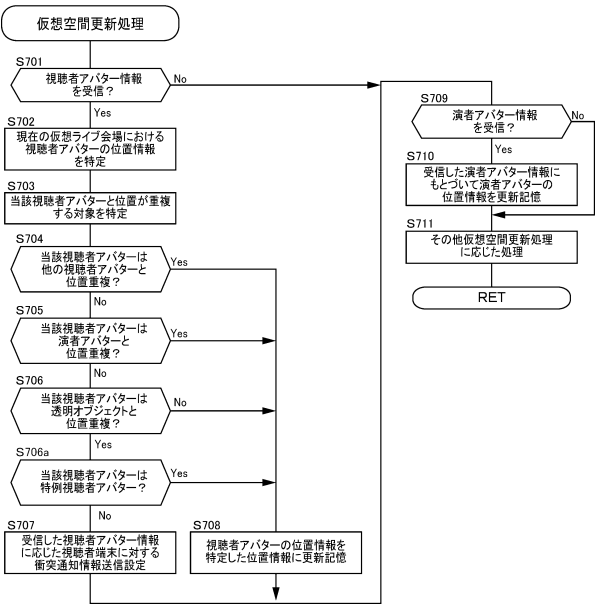 仮想空間更新処理
S701
視聴者アバター情報
を受信？
No
Yes
S702
現在の仮想ライブ会場における
視聴者アバターの位置情報
を特定
S703
当該視聴者アバターと位置が重複
する対象を特定
S704
当該視聴者アバターは
他の視聴者アバターと
位置重複？
Yes
No
S705
当該視聴者アバターは
演者アバターと
位置重複？
Yes
No
S706
当該視聴者アバターは
透明オブジェクトと
位置重複？
No
Yes
S706a
当該視聴者アバターは
特例視聴者アバター？
Yes
No
S707
受信した視聴者アバター情報
に応じた視聴者端末に対する
衝突通知情報送信設定
S708
視聴者アバターの位置情報を
特定した位置情報に更新記憶
S709
演者アバター情報
を受信？
No
Yes
S710
受信した演者アバター情報に
もとづいて演者アバターの
位置情報を更新記憶
S711
その他仮想空間更新処理
に応じた処理
RET